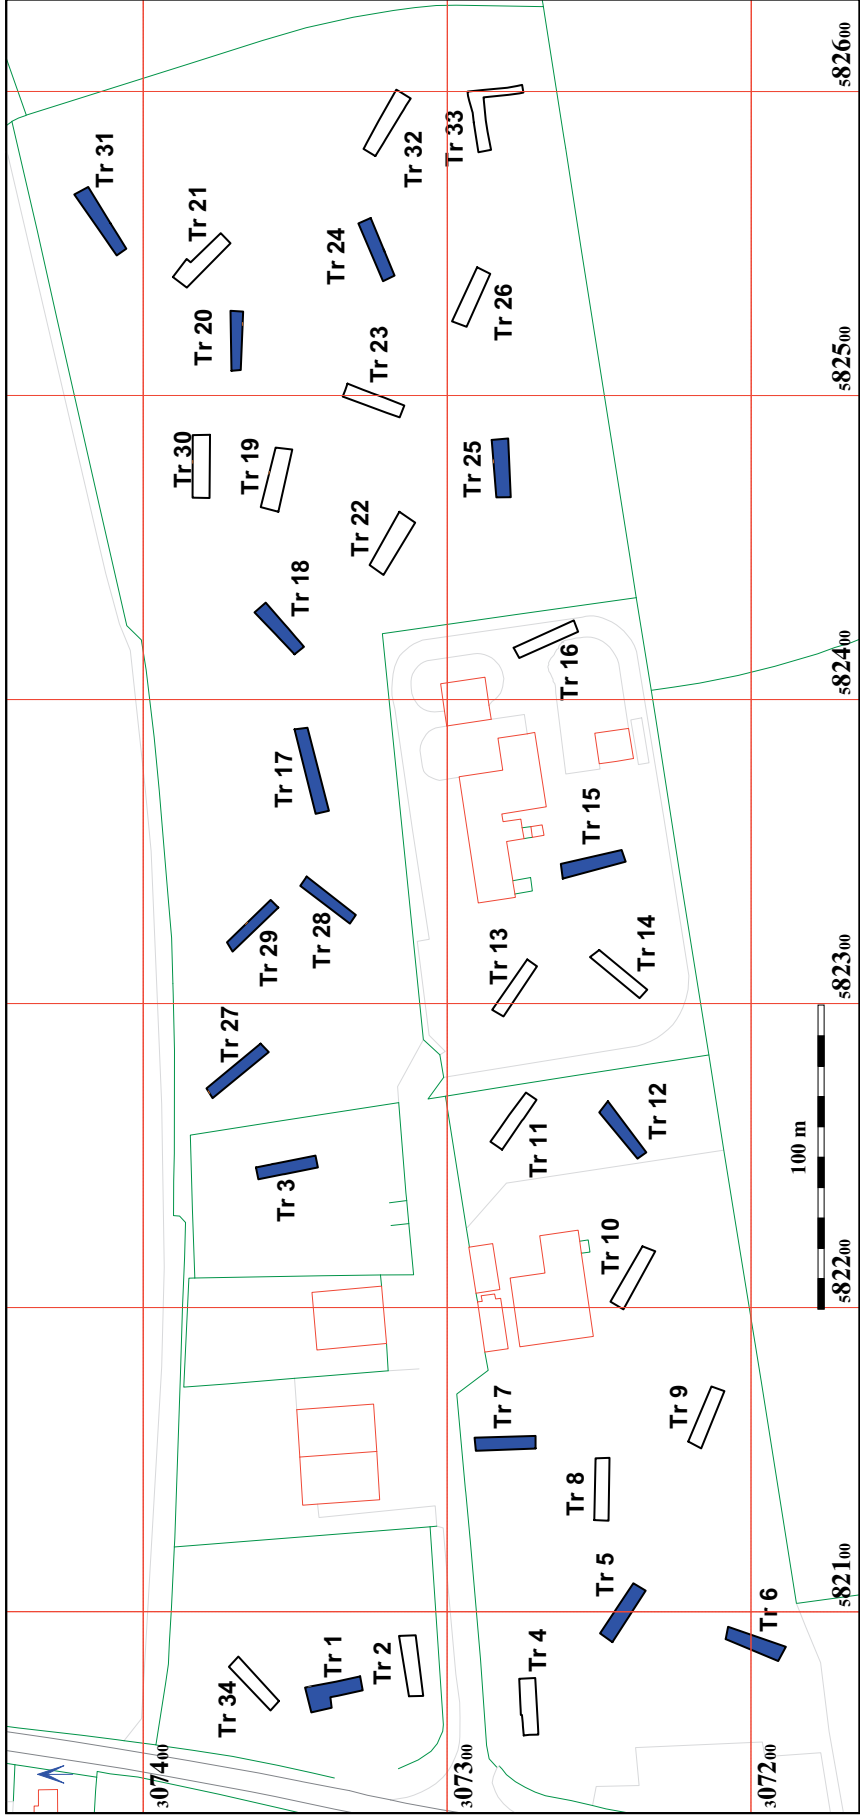 Tr 31
Tr 21
Tr 32
Tr 33
Tr 24
Tr 20
Tr 26
Tr 23
Tr 30
Tr 19
Tr 25
Tr 22
Tr 18
Tr 16
Tr 17
Tr 15
Tr 29
Tr 28
Tr 13
Tr 14
Tr 27
Tr 11
Tr 12
Tr 3
Tr 10
Tr 7
Tr 9
Tr 8
Tr 5
Tr 6
Tr 4
Tr 34
Tr 1
Tr 2
100 m
582600
582500
582400
582300
582200
582100
307400
307300
307200